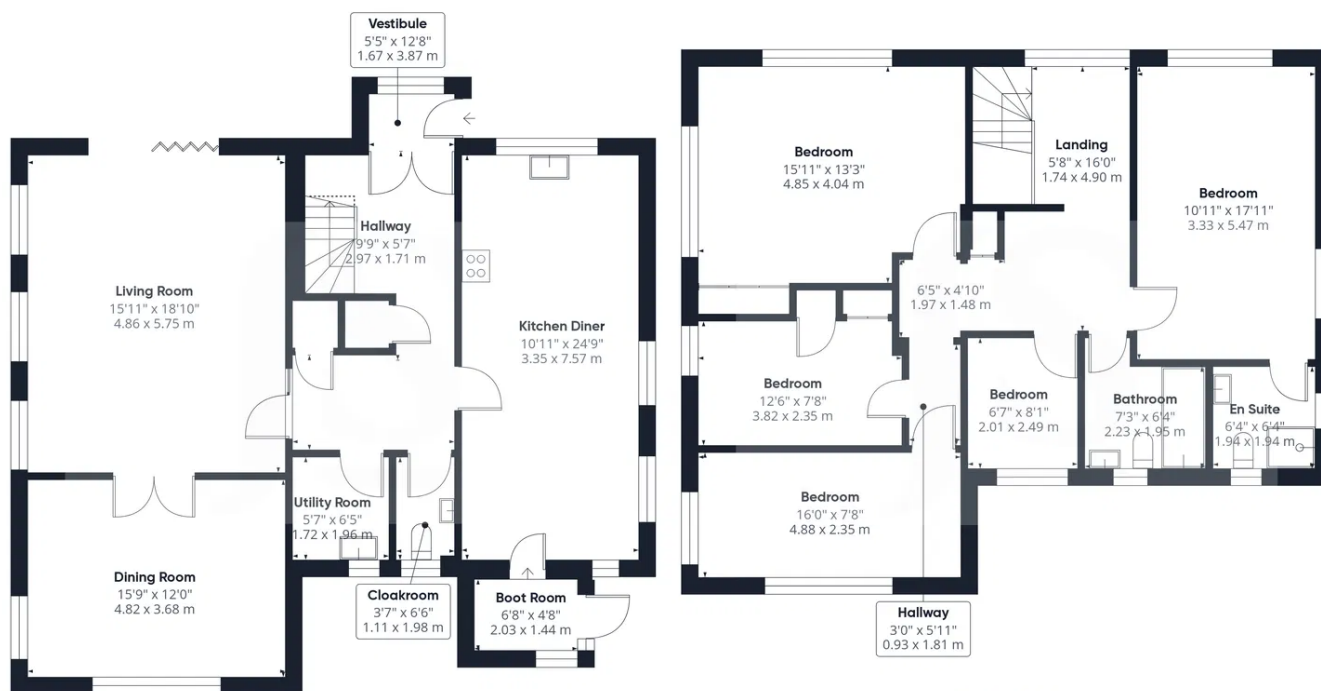 Vestibule
5'5" x 12'8"
1.67 x 3.87 m
Hallway
9'9" x 5'7"
2.97 x 1.71 m
Living Room
15'11" x 18'10"
4.86 x 5.75 m
Kitchen Diner
10'11" x 24'9"
3.35 x 7.57 m
Utility Room
5'7" x 6'5"
1.72 x 1.96 m
Dining Room
15'9" x 12'0"
4.82 x 3.68 m
Cloakroom
3'7" x 6'6"
1.11 x 1.98 m
Boot Room
6'8" x 4'8"
2.03 x 1.44 m
Bedroom
15'11" x 13'3"
4.85 x 4.04 m
Landing
5'8" x 16'0"
1.74 x 4.90 m
Bedroom
10'11" x 17'11"
3.33 x 5.47 m
6'5" x 4'10"
1.97 x 1.48 m
Bedroom
12'6" x 7'8"
3.82 x 2.35 m
Bedroom
6'7" x 8'1"
2.01 x 2.49 m
Bathroom
7'3" x 6'4"
2.23 x 1.95 m
En Suite
6'4" x 6'4"
1.94 x 1.94 m
Bedroom
16'0" x 7'8"
4.88 x 2.35 m
Hallway
3'0" x 5'11"
0.93 x 1.81 m